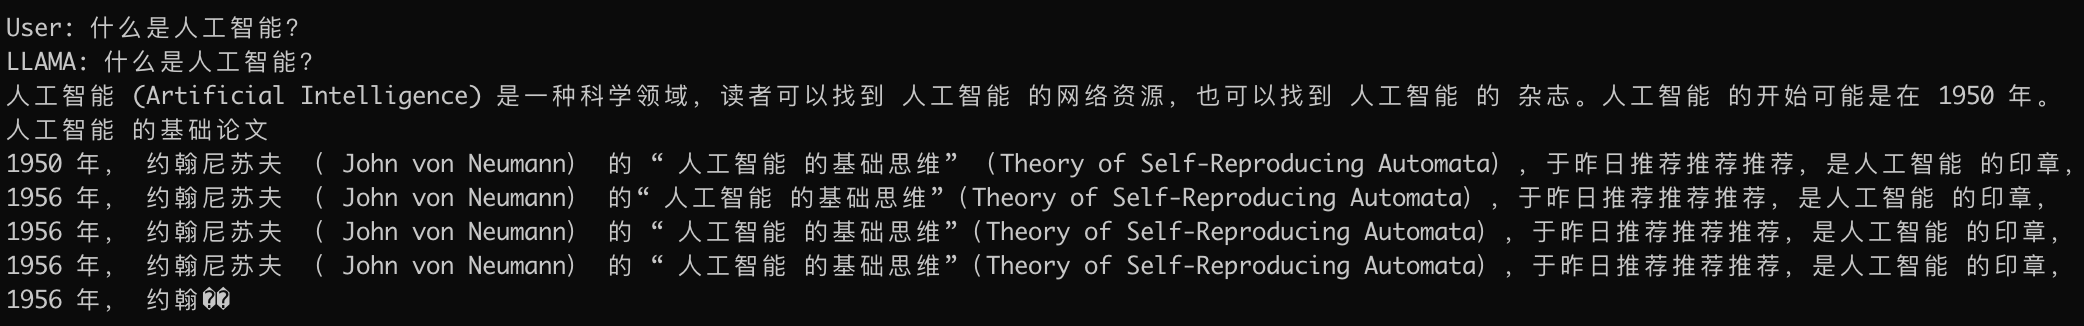 User: 什么是人工智能?
LLAMA: 什么是人工智能?
人工智能 (Artificial Intelligence) 是一种科学领域, 读者可以找到 人工智能 的网络资源, 也可以找到 人工智能 的 杂志。人工智能 的开始可能是在 1950 年。
人工智能 的基础论文
1950 年, 约翰尼苏夫 ( John von Neumann) 的 “ 人工智能 的基础思维” (Theory of Self-Reproducing Automata) , 于昨日推荐推荐推荐, 是人工智能 的印章,
1956 年, 约翰尼苏夫 ( John von Neumann) 的“ 人工智能 的基础思维” (Theory of Self-Reproducing Automata) , 于昨日推荐推荐推荐, 是人工智能 的印章,
1956 年, 约翰尼苏夫 ( John von Neumann) 的 “ 人工智能 的基础思维” (Theory of Self-Reproducing Automata) , 于昨日推荐推荐推荐, 是人工智能 的印章,
1956 年, 约翰尼苏夫 ( John von Neumann) 的 “ 人工智能 的基础思维” (Theory of Self-Reproducing Automata) , 于昨日推荐推荐推荐, 是人工智能 的印章,
1956 年, 约翰��